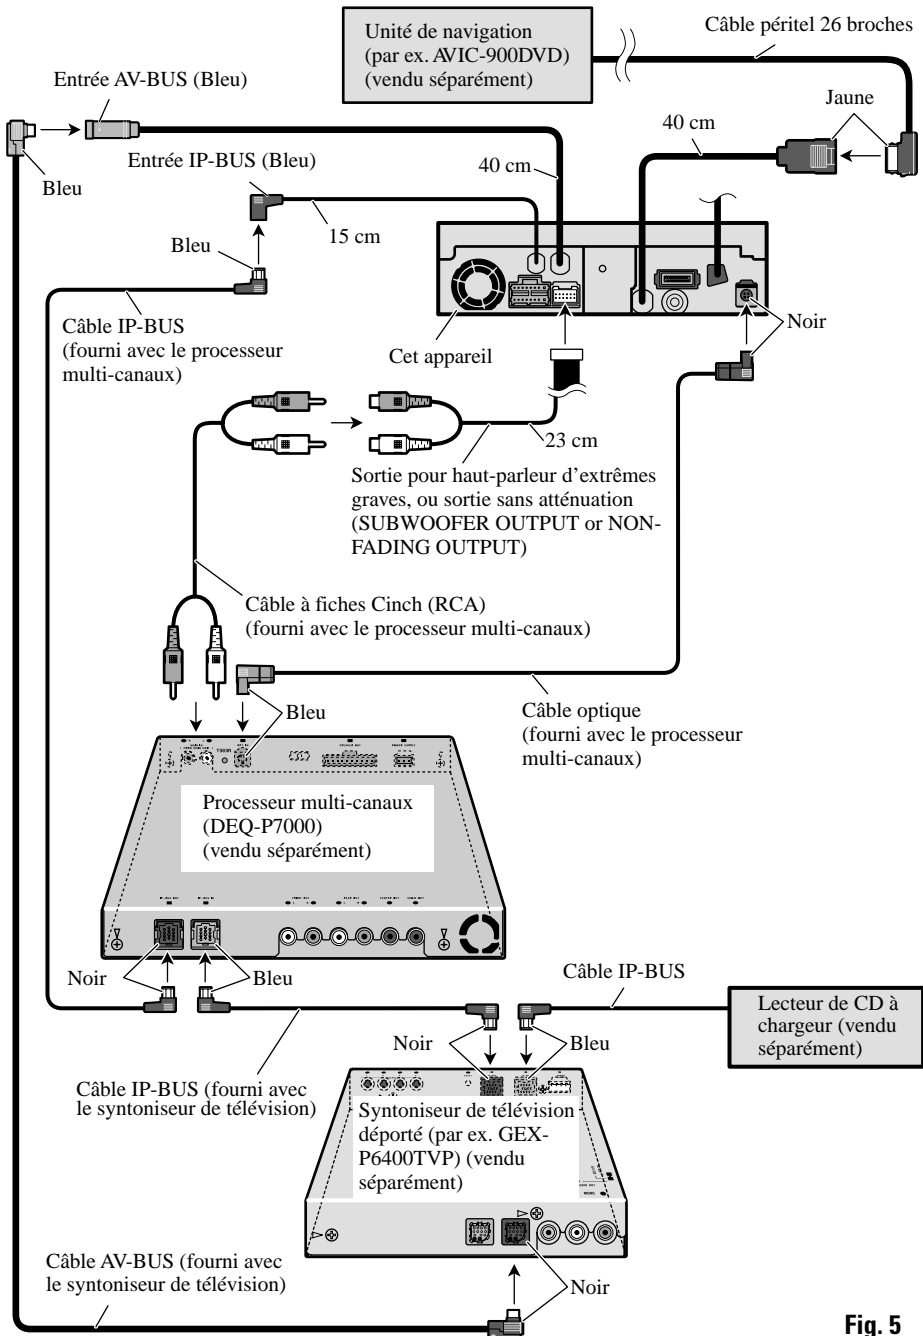 Unité de navigation
(par ex. AVIC-900DVD)
(vendu séparément)
Câble péritel 26 broches
Entrée AV-BUS (Bleu)
Jaune
40 cm
Bleu
Entrée IP-BUS (Bleu)
40 cm
15 cm
Bleu
Câble IP-BUS
(fourni avec le processeur
multi-canaux)
Cet appareil
Noir
23 cm
Sortie pour haut-parleur d'extrêmes
graves, ou sortie sans atténuation
(SUBWOOFER OUTPUT or NON-
FADING OUTPUT)
Câble à fiches Cinch (RCA)
(fourni avec le processeur multi-canaux)
Bleu
Câble optique
(fourni avec le processeur
multi-canaux)
Processeur multi-canaux
(DEQ-P7000)
(vendu séparément)
Noir
Bleu
Câble IP-BUS
Lecteur de CD à
chargeur (vendu
séparément)
Noir
Bleu
Câble IP-BUS (fourni avec
le syntoniseur de télévision)
Syntoniseur de télévision
déporté (par ex. GEX-
P6400TVP) (vendu
séparément)
Câble AV-BUS (fourni avec
le syntoniseur de télévision)
Noir
Fig. 5